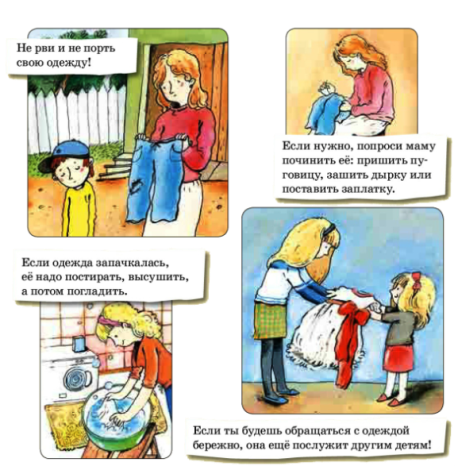 Не рви и не порть
свою одежду!
Если нужно, попроси маму
починить её: пришить пу-
говицу, зашить дырку или
поставить заплатку.
Если одежда запачкалась,
её надо постирать, высушить,
а потом погладить.
Если ты будешь обращаться с одеждой
бережно, она ещё послужит другим детям!